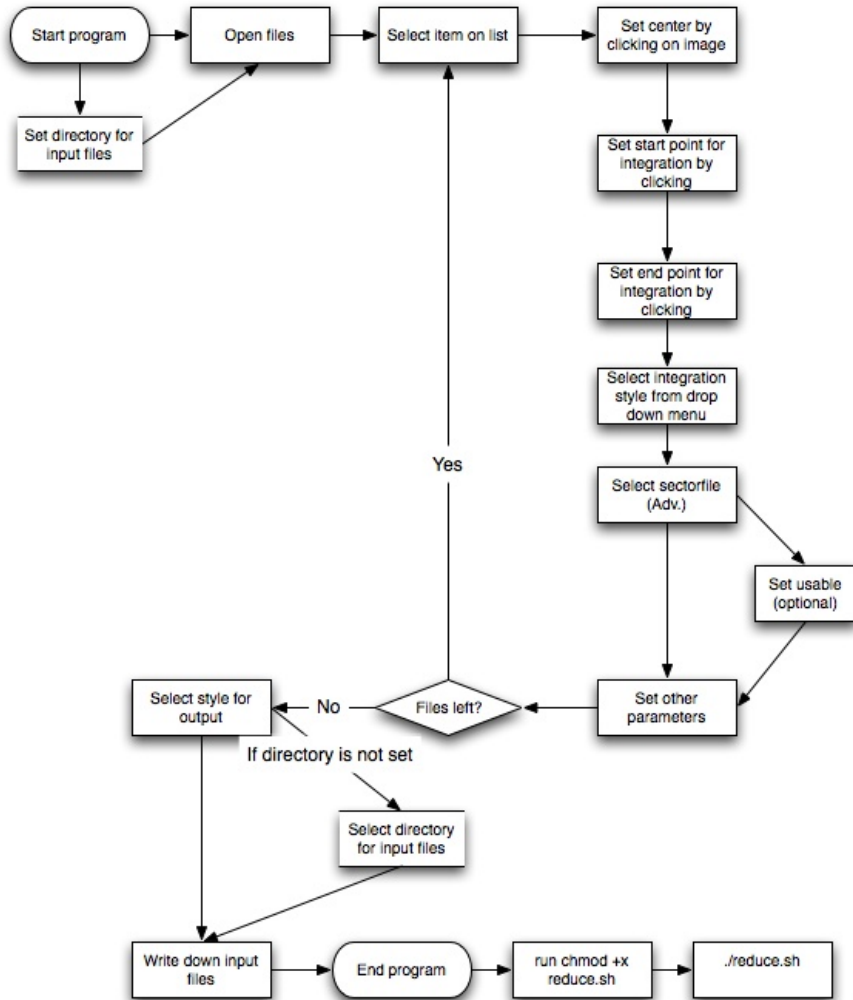 Start program
Open files
Select item on list
Set center by
clicking on image
Set directory for
input files
Set start point for
integration by
clicking
Set end point for
integration by
clicking
Select integration
style from drop
down menu
Yes
Select sectorfile
(Adv.)
Set usable
(optional)
Select style for
output
No
Files left?
Set other
parameters
If directory is not set
Select directory
for input files
Write down input
files
End program
run chmod +x
reduce.sh
./reduce.sh